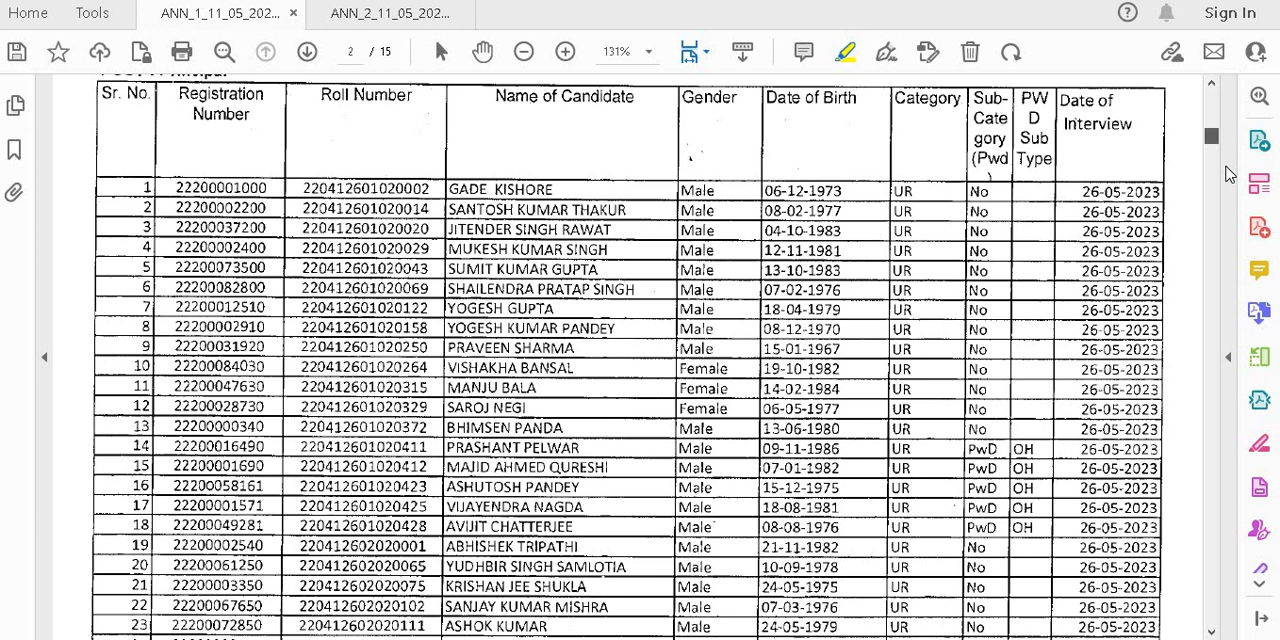 Home Tools ANN_1_11_05_202... × ANN_2_11_05_202... Sign In
2 / 15 131%
Sr. No. Registration Number Roll Number Name of Candidate Gender Date of Birth Category Sub-Cate gory (Pwd ) PW D Sub Type Date of Interview
1 22200001000 220412601020002 GADE KISHORE Male 06-12-1973 UR No 26-05-2023
2 22200002200 220412601020014 SANTOSH KUMAR THAKUR Male 08-02-1977 UR No 26-05-2023
3 22200037200 220412601020020 JITENDER SINGH RAWAT Male 04-10-1983 UR No 26-05-2023
4 22200002400 220412601020029 MUKESH KUMAR SINGH Male 12-11-1981 UR No 26-05-2023
5 22200073500 220412601020043 SUMIT KUMAR GUPTA Male 13-10-1983 UR No 26-05-2023
6 22200082800 220412601020069 SHAILENDRA PRATAP SINGH Male 07-02-1976 UR No 26-05-2023
7 22200012510 220412601020122 YOGESH GUPTA Male 18-04-1979 UR No 26-05-2023
8 22200002910 220412601020158 YOGESH KUMAR PANDEY Male 08-12-1970 UR No 26-05-2023
9 22200031920 220412601020250 PRAVEEN SHARMA Male 15-01-1967 UR No 26-05-2023
10 22200084030 220412601020264 VISHAKHA BANSAL Female 19-10-1982 UR No 26-05-2023
11 22200047630 220412601020315 MANJU BALA Female 14-02-1984 UR No 26-05-2023
12 22200028730 220412601020329 SAROJ NEGI Female 06-05-1977 UR No 26-05-2023
13 22200000340 220412601020372 BHIMSEN PANDA Male 13-06-1980 UR No 26-05-2023
14 22200016490 220412601020411 PRASHANT PELWAR Male 09-11-1986 UR PwD OH 26-05-2023
15 22200001690 220412601020412 MAJID AHMED QURESHI Male 07-01-1982 UR PwD OH 26-05-2023
16 22200058161 220412601020423 ASHUTOSH PANDEY Male 15-12-1975 UR PwD OH 26-05-2023
17 22200001571 220412601020425 VIJAYENDRA NAGDA Male 18-08-1981 UR PwD OH 26-05-2023
18 22200049281 220412601020428 AVIJIT CHATTERJEE Male 08-08-1976 UR PwD OH 26-05-2023
19 22200002540 220412602020001 ABHISHEK TRIPATHI Male 21-11-1982 UR No 26-05-2023
20 22200061250 220412602020065 YUDHBIR SINGH SAMLOTIA Male 10-09-1978 UR No 26-05-2023
21 22200003350 220412602020075 KRISHAN JEE SHUKLA Male 24-05-1975 UR No 26-05-2023
22 22200067650 220412602020102 SANJAY KUMAR MISHRA Male 07-03-1976 UR No 26-05-2023
23 22200072850 220412602020111 ASHOK KUMAR Male 24-05-1979 UR No 26-05-2023